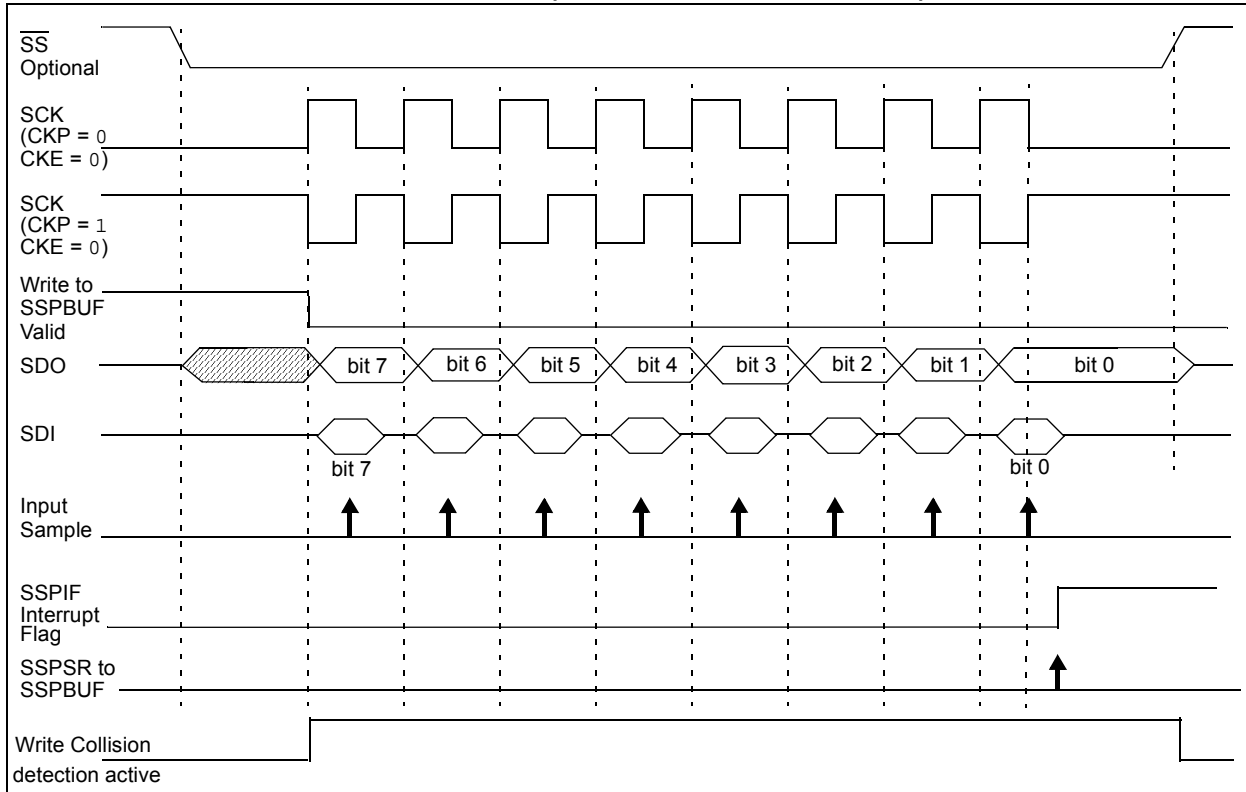 SS
Optional
SCK
(CKP = 0
CKE = 0)
SCK
(CKP = 1
CKE = 0)
Write to
SSPBUF
Valid
SDO
bit 7 bit 6 bit 5 bit 4 bit 3 bit 2 bit 1 bit 0
SDI
bit 7 bit 0
Input
Sample
SSPIF
Interrupt
Flag
SSPSR to
SSPBUF
Write Collision
detection active